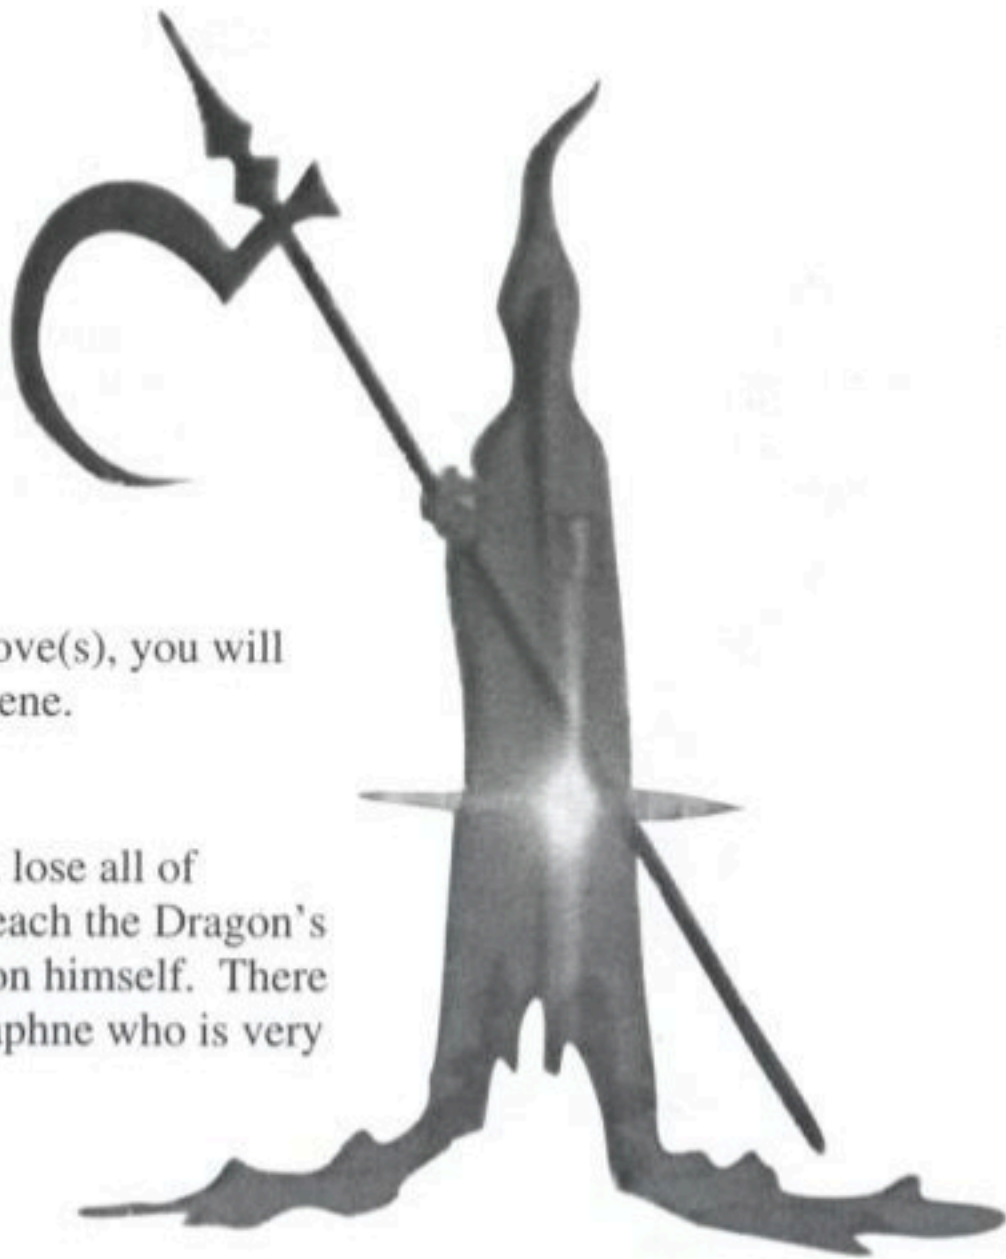 ove(s), you will
ene.
lose all of
each the Dragon's
on himself. There
aphne who is very